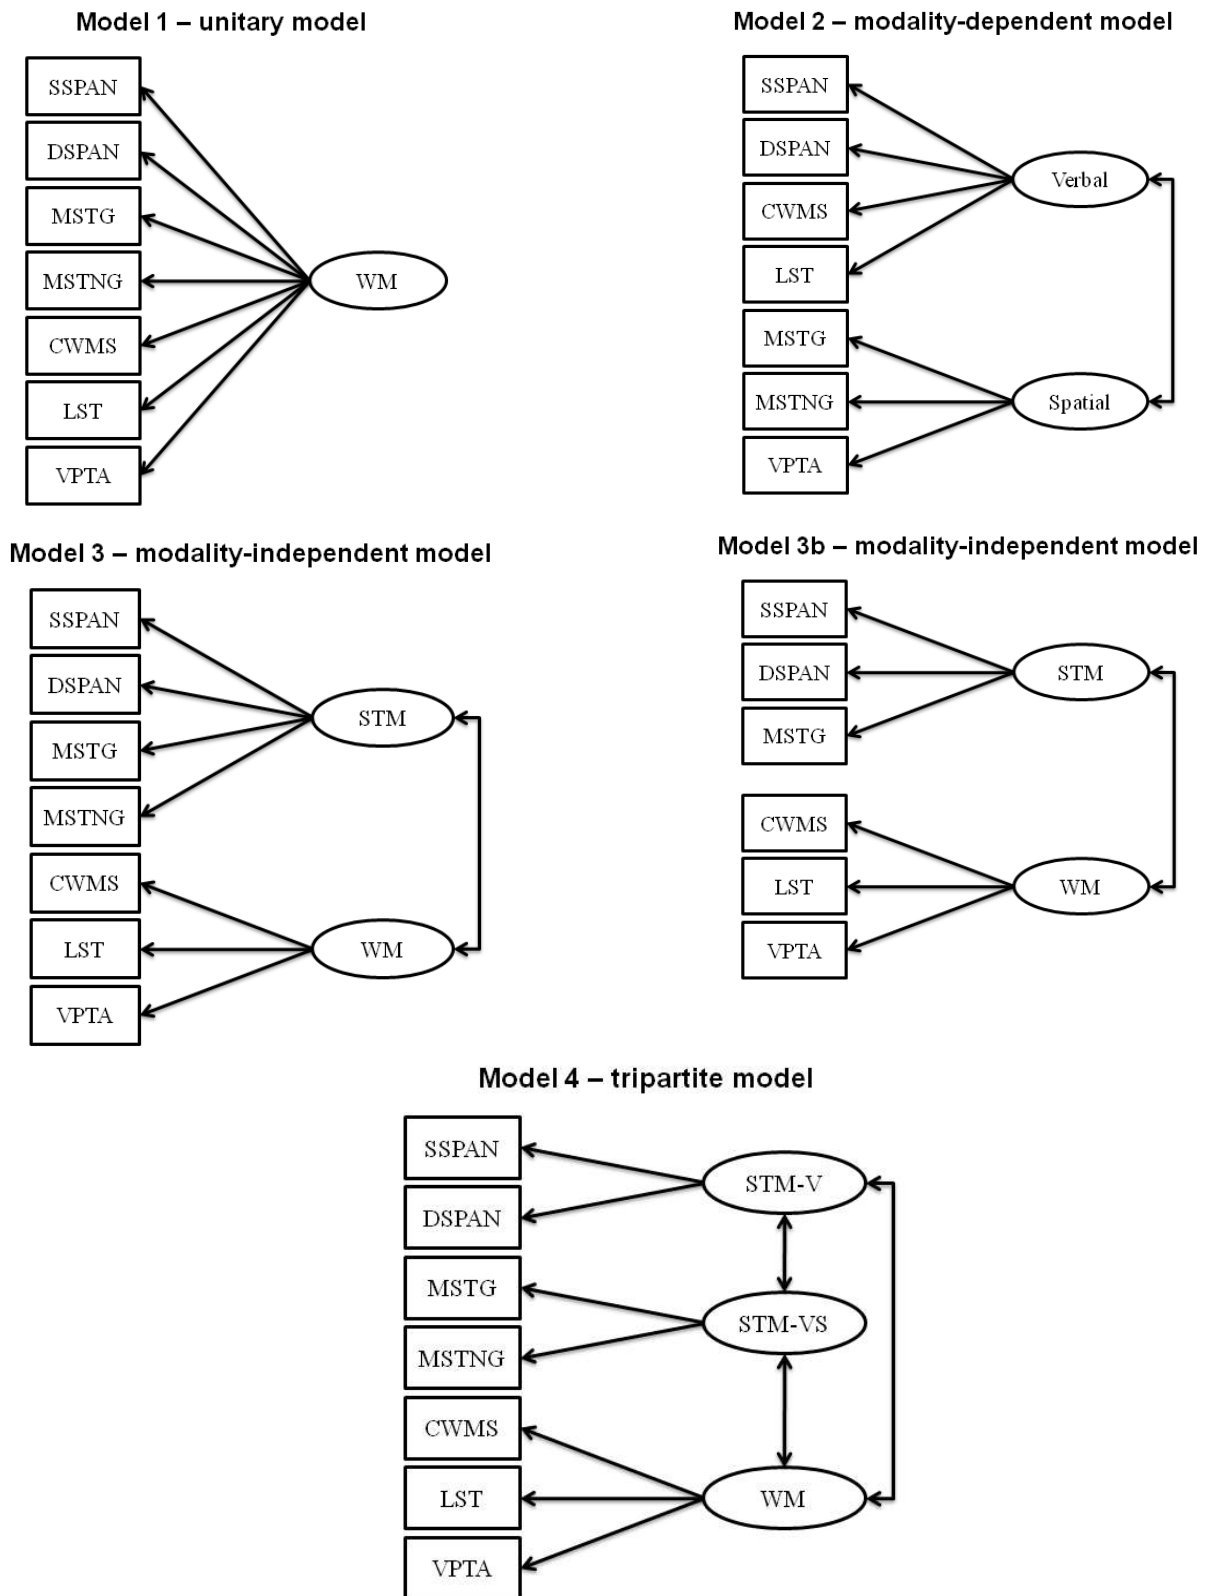 Model 1 – unitary model
SSPAN
DSPAN
MSTG
MSTNG
CWMS
LST
VPTA
WM
Model 2 – modality-dependent model
SSPAN
DSPAN
CWMS
LST
MSTG
MSTNG
VPTA
Verbal
Spatial
Model 3 – modality-independent model
SSPAN
DSPAN
MSTG
MSTNG
CWMS
LST
VPTA
STM
WM
Model 3b – modality-independent model
SSPAN
DSPAN
MSTG
CWMS
LST
VPTA
STM
WM
Model 4 – tripartite model
SSPAN
DSPAN
MSTG
MSTNG
CWMS
LST
VPTA
STM-V
STM-VS
WM